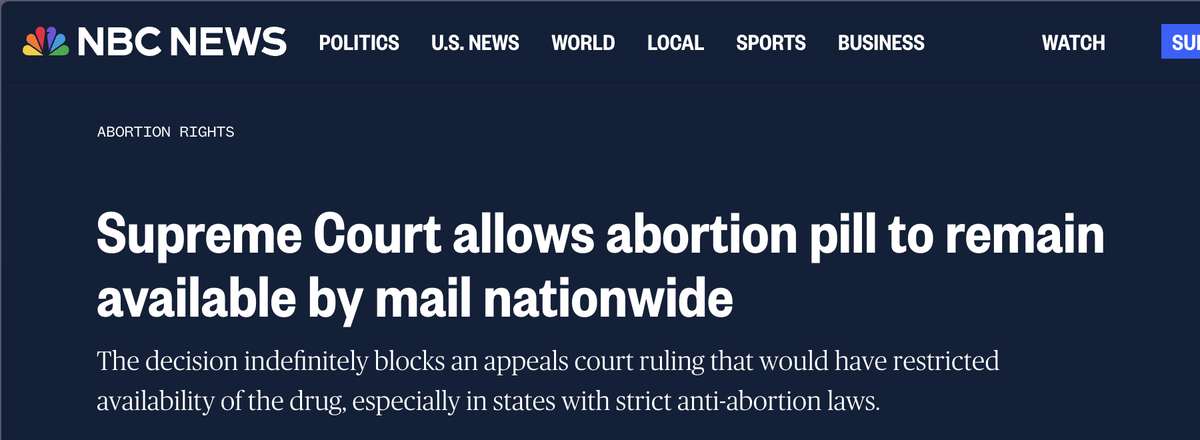 NBC NEWS POLITICS U.S. NEWS WORLD LOCAL SPORTS BUSINESS WATCH
ABORTION RIGHTS
Supreme Court allows abortion pill to remain
available by mail nationwide
The decision indefinitely blocks an appeals court ruling that would have restricted
availability of the drug, especially in states with strict anti-abortion laws.